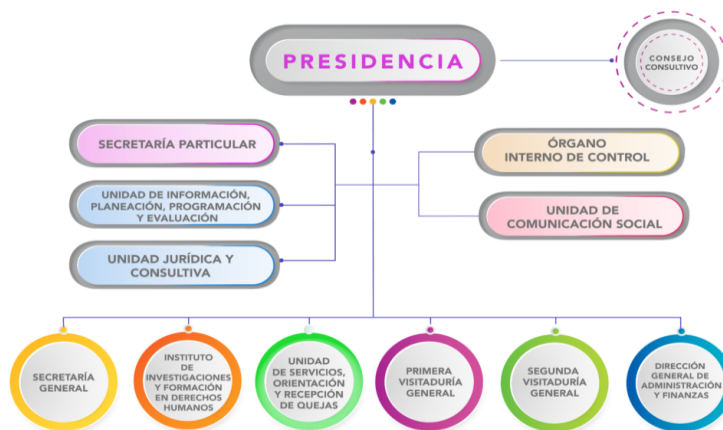 PRESIDENCIA
CONSEJO
CONSULTIVO
SECRETARÍA PARTICULAR
UNIDAD DE INFORMACIÓN,
PLANEACIÓN, PROGRAMACIÓN
Y EVALUACIÓN
UNIDAD JURÍDICA Y
CONSULTIVA
ÓRGANO
INTERNO DE CONTROL
UNIDAD DE
COMUNICACIÓN SOCIAL
SECRETARÍA
GENERAL
INSTITUTO
DE
INVESTIGACIONES
Y FORMACIÓN
EN DERECHOS
HUMANOS
UNIDAD
DE SERVICIOS,
ORIENTACIÓN
Y RECEPCIÓN
DE QUEJAS
PRIMERA
VISITADURÍA
GENERAL
SEGUNDA
VISITADURÍA
GENERAL
DIRECCIÓN
GENERAL DE
ADMINISTRACIÓN
Y FINANZAS